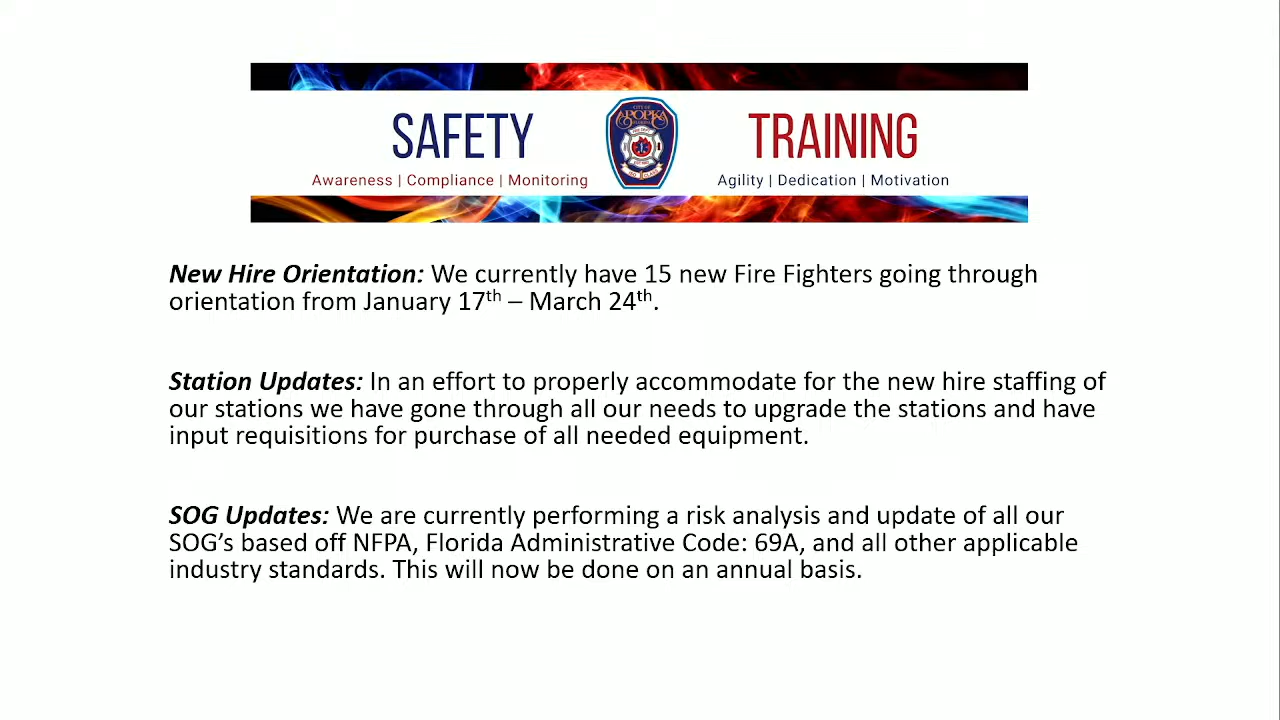 SAFETY
TRAINING
CITY OF
APOPKA
FLORIDA
Awareness | Compliance | Monitoring
Agility | Dedication | Motivation
New Hire Orientation: We currently have 15 new Fire Fighters going through
orientation from January 17th – March 24th.
Station Updates: In an effort to properly accommodate for the new hire staffing of
our stations we have gone through all our needs to upgrade the stations and have
input requisitions for purchase of all needed equipment.
SOG Updates: We are currently performing a risk analysis and update of all our
SOG’s based off NFPA, Florida Administrative Code: 69A, and all other applicable
industry standards. This will now be done on an annual basis.